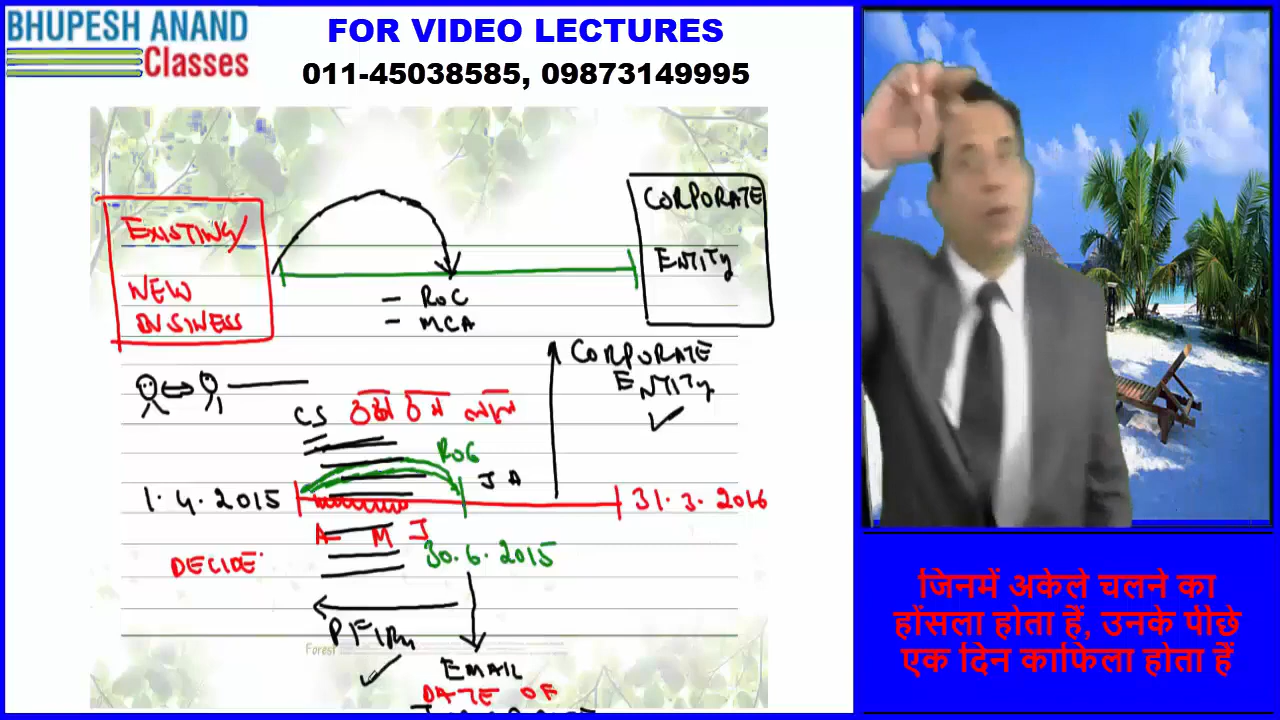 BHUPESH ANAND
Classes
FOR VIDEO LECTURES
011-45038585, 09873149995
EXISTING/
NEW
BUSINESS
- ROC
- MCA
CORPORATE
ENTITY
CORPORATE
ENTITY
CS
ROC
J A
1.4.2015
31.3.2016
A M J
DECIDE
30.6.2015
P FIRM
Forest
EMAIL
DATE OF
जिनमें अकेले चलने का
होंसला होता हैं, उनके पीछे
एक दिन काफिला होता हैं